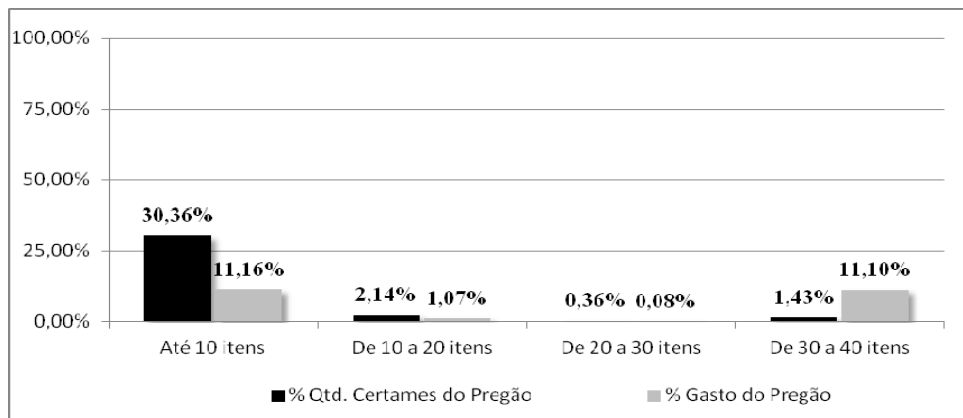 100,00%
75,00%
50,00%
30,36%
25,00%
11,16%
11,10%
2,14%
1,07%
0,36%
0,08%
1,43%
0,00%
Até 10 itens
De 10 a 20 itens
De 20 a 30 itens
De 30 a 40 itens
% Qtd. Certames do Pregão
% Gasto do Pregão